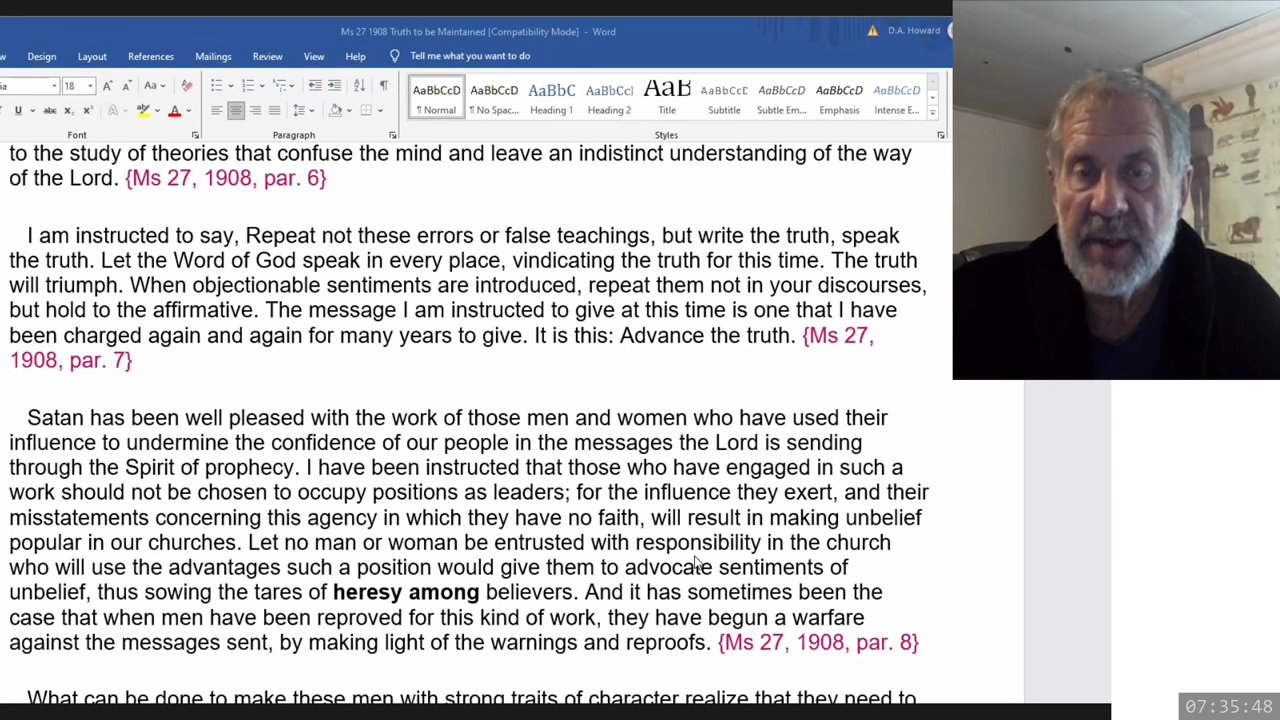 Ms 27 1908 Truth to be Maintained [Compatibility Mode] - Word
D.A. Howard
Design Layout References Mailings Review View Help Tell me what you want to do
18 Aa
AaBbCcD AaBbCcD AaBbC AaBbCc AaB AaBbCcD AaBbCcD AaBbCcD AaBbCcD
U abc X₂ X² A
¶ Normal ¶ No Spac... Heading 1 Heading 2 Title Subtitle Subtle Em... Emphasis Intense E...
Font Paragraph Styles
to the study of theories that confuse the mind and leave an indistinct understanding of the way
of the Lord. {Ms 27, 1908, par. 6}
I am instructed to say, Repeat not these errors or false teachings, but write the truth, speak
the truth. Let the Word of God speak in every place, vindicating the truth for this time. The truth
will triumph. When objectionable sentiments are introduced, repeat them not in your discourses,
but hold to the affirmative. The message I am instructed to give at this time is one that I have
been charged again and again for many years to give. It is this: Advance the truth. {Ms 27,
1908, par. 7}
Satan has been well pleased with the work of those men and women who have used their
influence to undermine the confidence of our people in the messages the Lord is sending
through the Spirit of prophecy. I have been instructed that those who have engaged in such a
work should not be chosen to occupy positions as leaders; for the influence they exert, and their
misstatements concerning this agency in which they have no faith, will result in making unbelief
popular in our churches. Let no man or woman be entrusted with responsibility in the church
who will use the advantages such a position would give them to advocate sentiments of
unbelief, thus sowing the tares of heresy among believers. And it has sometimes been the
case that when men have been reproved for this kind of work, they have begun a warfare
against the messages sent, by making light of the warnings and reproofs. {Ms 27, 1908, par. 8}
What can be done to make these men with strong traits of character realize that they need to
07:35:48